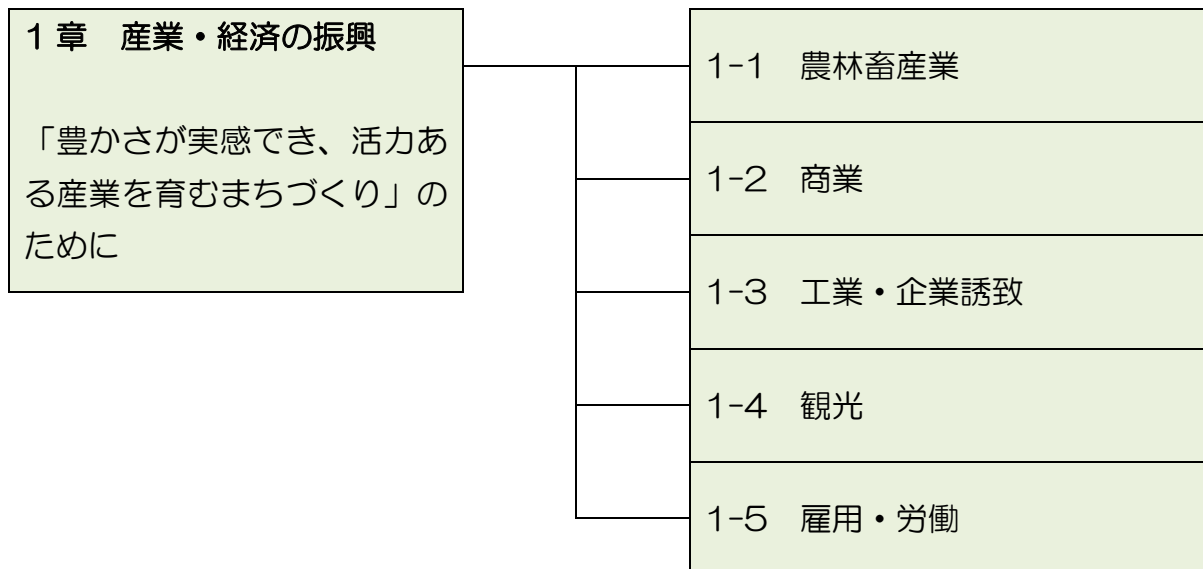 1章　産業・経済の振興
「豊かさが実感でき、活力あ
る産業を育むまちづくり」の
ために
1-1　農林畜産業
1-2　商業
1-3　工業・企業誘致
1-4　観光
1-5　雇用・労働